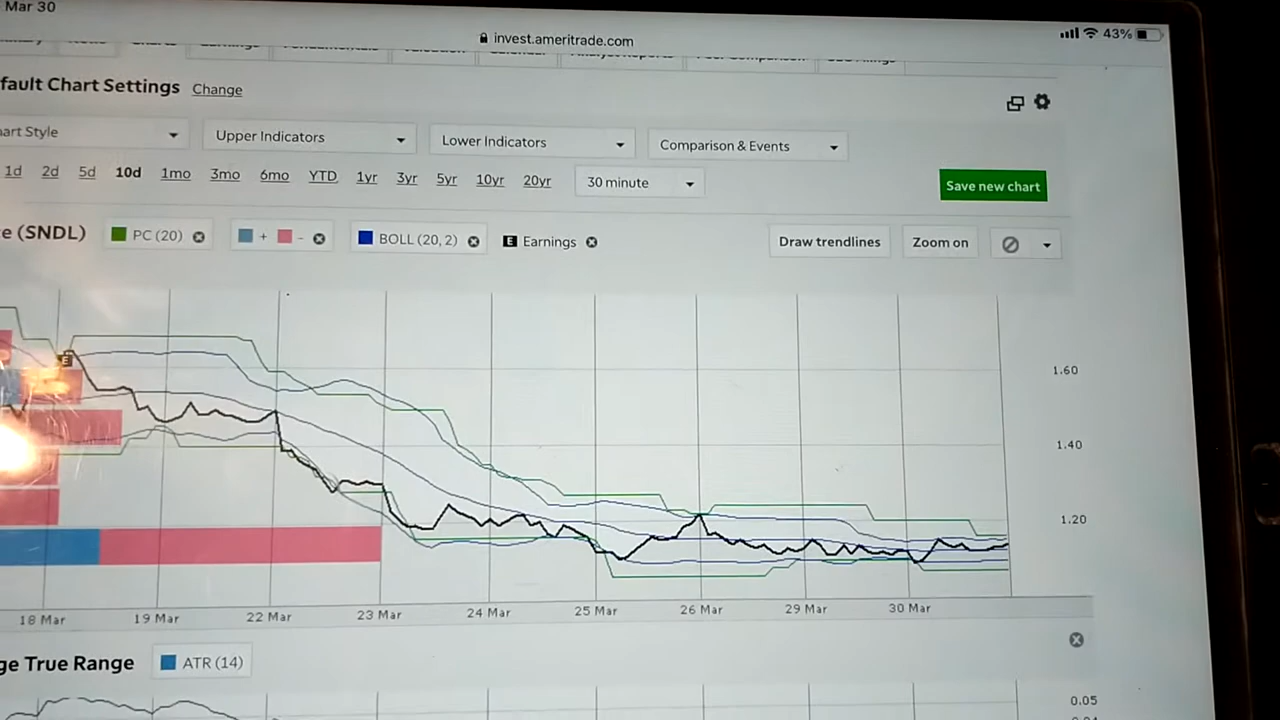 Mar 30
invest.ameritrade.com
43%
fault Chart Settings Change
art Style Upper Indicators Lower Indicators Comparison & Events
1d 2d 5d 10d 1mo 3mo 6mo YTD 1yr 3yr 5yr 10yr 20yr 30 minute Save new chart
e (SNDL) PC (20) + - BOLL (20, 2) E Earnings Draw trendlines Zoom on
E
1.60
1.40
1.20
18 Mar 19 Mar 22 Mar 23 Mar 24 Mar 25 Mar 26 Mar 29 Mar 30 Mar
ge True Range ATR (14)
0.05